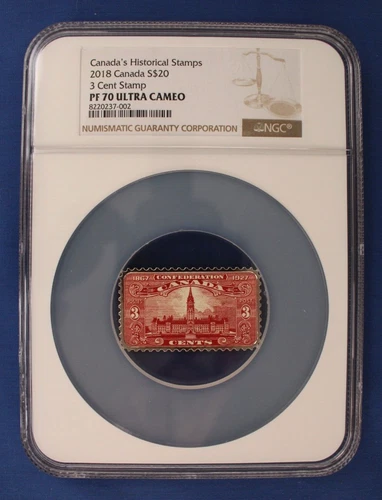 Canada's Historical Stamps
2018 Canada S$20
3 Cent Stamp
PF 70 ULTRA CAMEO
8220237-002
NUMISMATIC GUARANTY CORPORATION
NGC®
1867 CONFEDERATION 1927
CANADA
3 3
CENTS